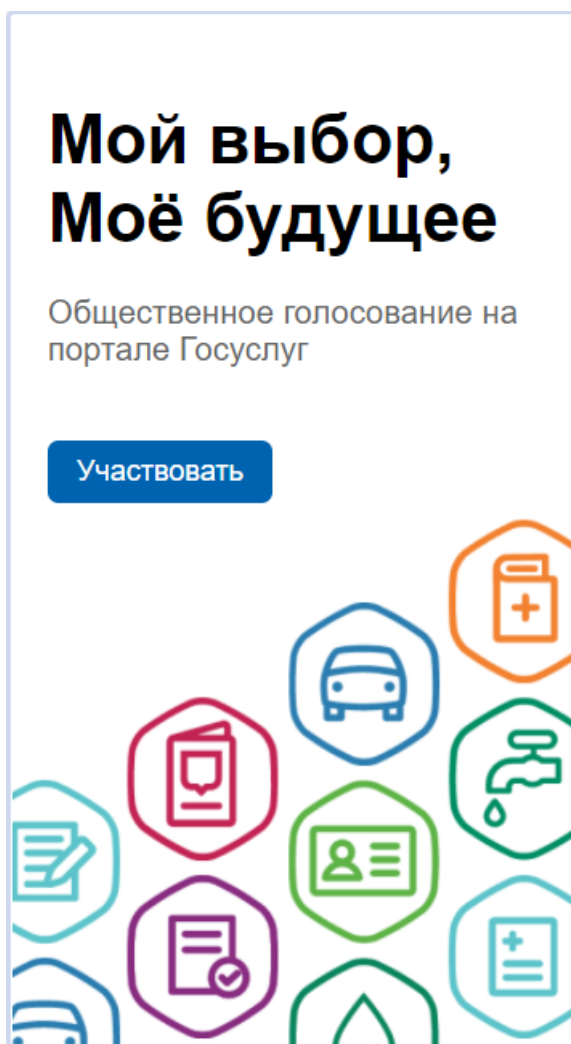 Мой выбор,
Моё будущее
Общественное голосование на
портале Госуслуг
Участвовать